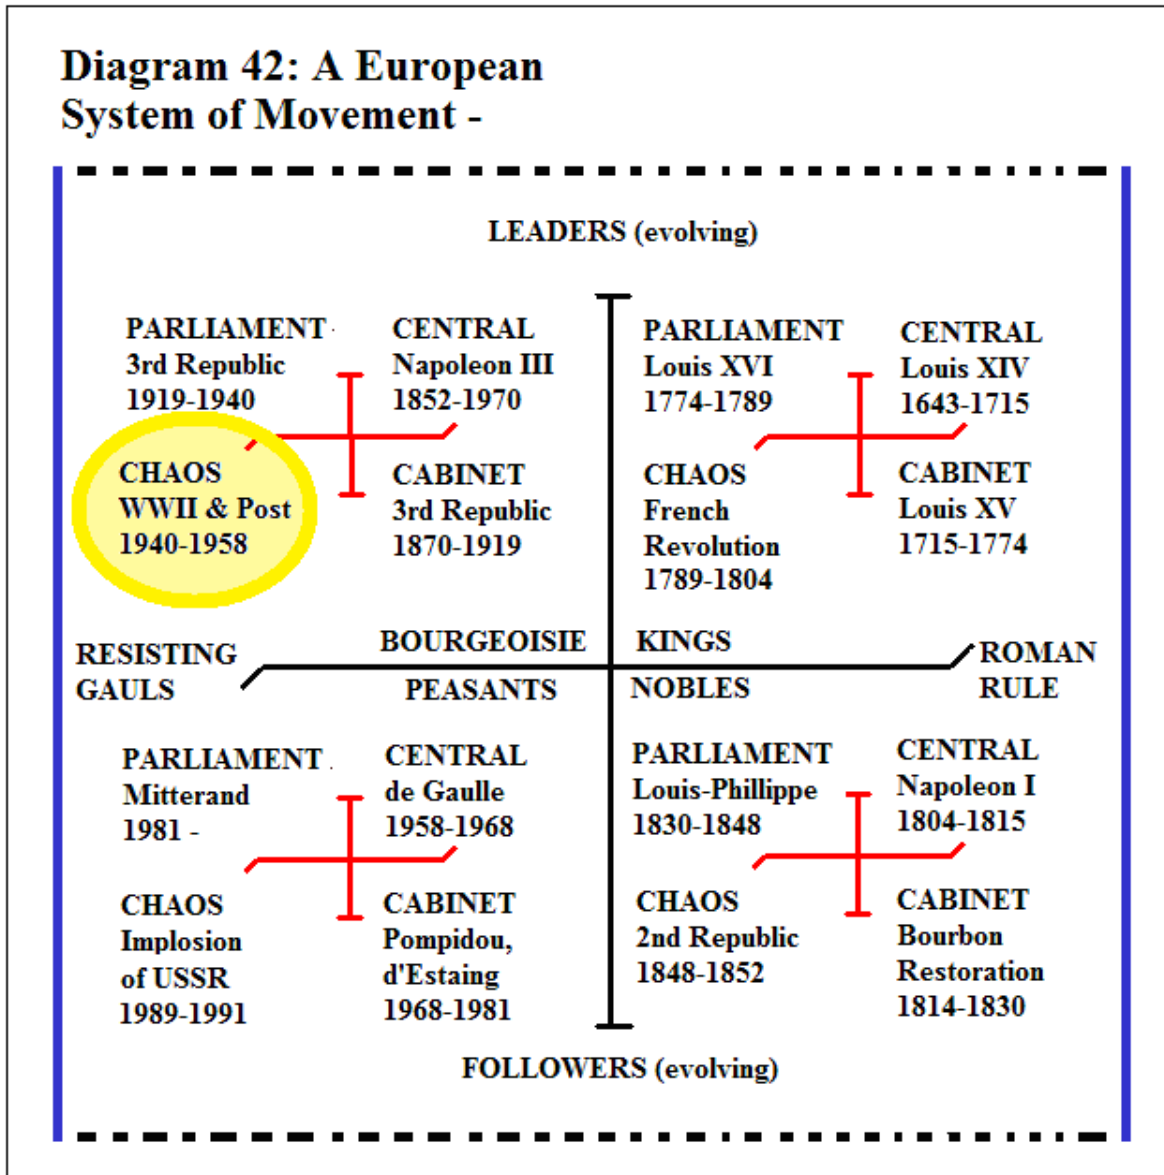 Diagram 42: A European
System of Movement -
LEADERS (evolving)
PARLIAMENT
3rd Republic
1919-1940
CENTRAL
Napoleon III
1852-1970
CHAOS
WWII & Post
1940-1958
CABINET
3rd Republic
1870-1919
PARLIAMENT
Louis XVI
1774-1789
CENTRAL
Louis XIV
1643-1715
CHAOS
French
Revolution
1789-1804
CABINET
Louis XV
1715-1774
RESISTING
GAULS
BOURGEOISIE
PEASANTS
KINGS
NOBLES
ROMAN
RULE
PARLIAMENT
Mitterand
1981 -
CENTRAL
de Gaulle
1958-1968
CHAOS
Implosion
of USSR
1989-1991
CABINET
Pompidou,
d'Estaing
1968-1981
PARLIAMENT
Louis-Phillippe
1830-1848
CENTRAL
Napoleon I
1804-1815
CHAOS
2nd Republic
1848-1852
CABINET
Bourbon
Restoration
1814-1830
FOLLOWERS (evolving)